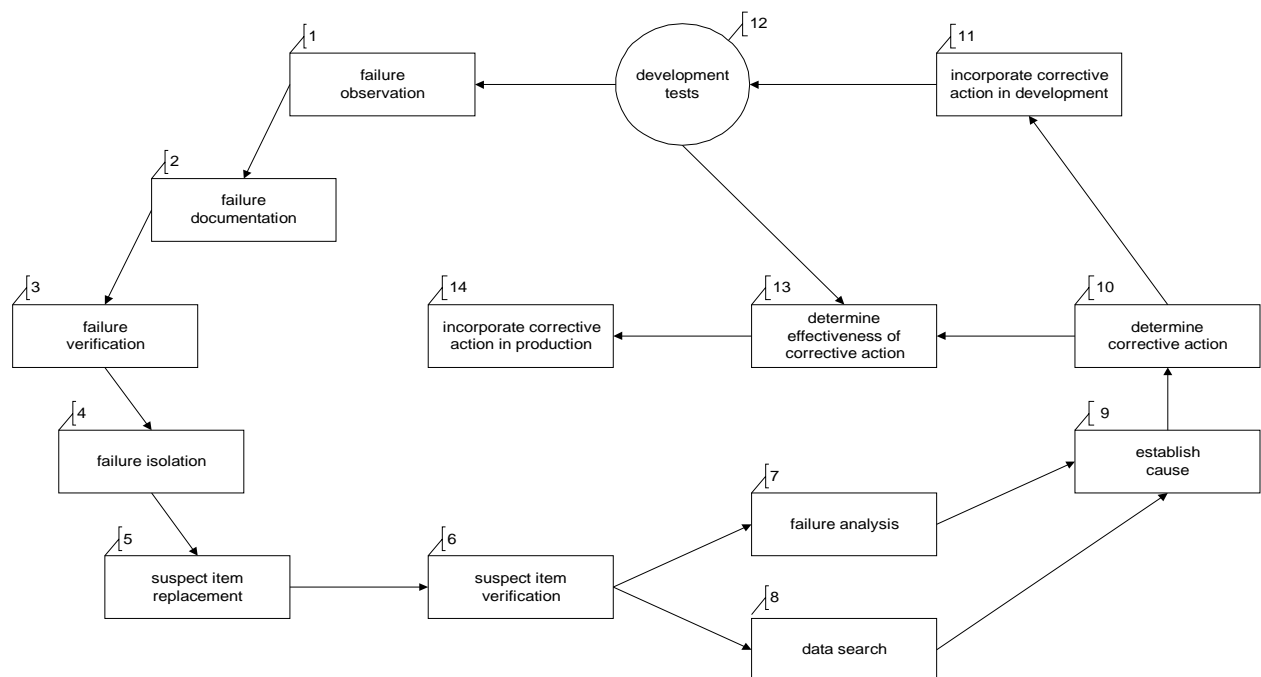 1
failure
observation
12
development
tests
11
incorporate corrective
action in development
2
failure
documentation
3
failure
verification
14
incorporate corrective
action in production
13
determine
effectiveness of
corrective action
10
determine
corrective action
4
failure isolation
9
establish
cause
7
failure analysis
5
suspect item
replacement
6
suspect item
verification
8
data search